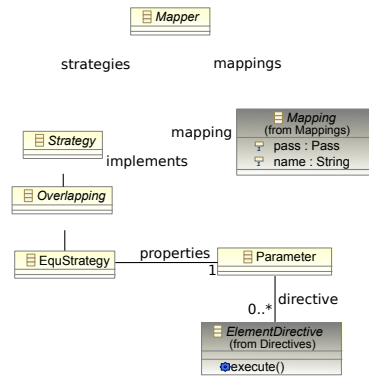 Mapper
strategies
mappings
Mapping
(from Mappings)
pass : Pass
name : String
mapping
Strategy
implements
Overlapping
EquStrategy
properties
1
Parameter
directive
0..*
ElementDirective
(from Directives)
execute()